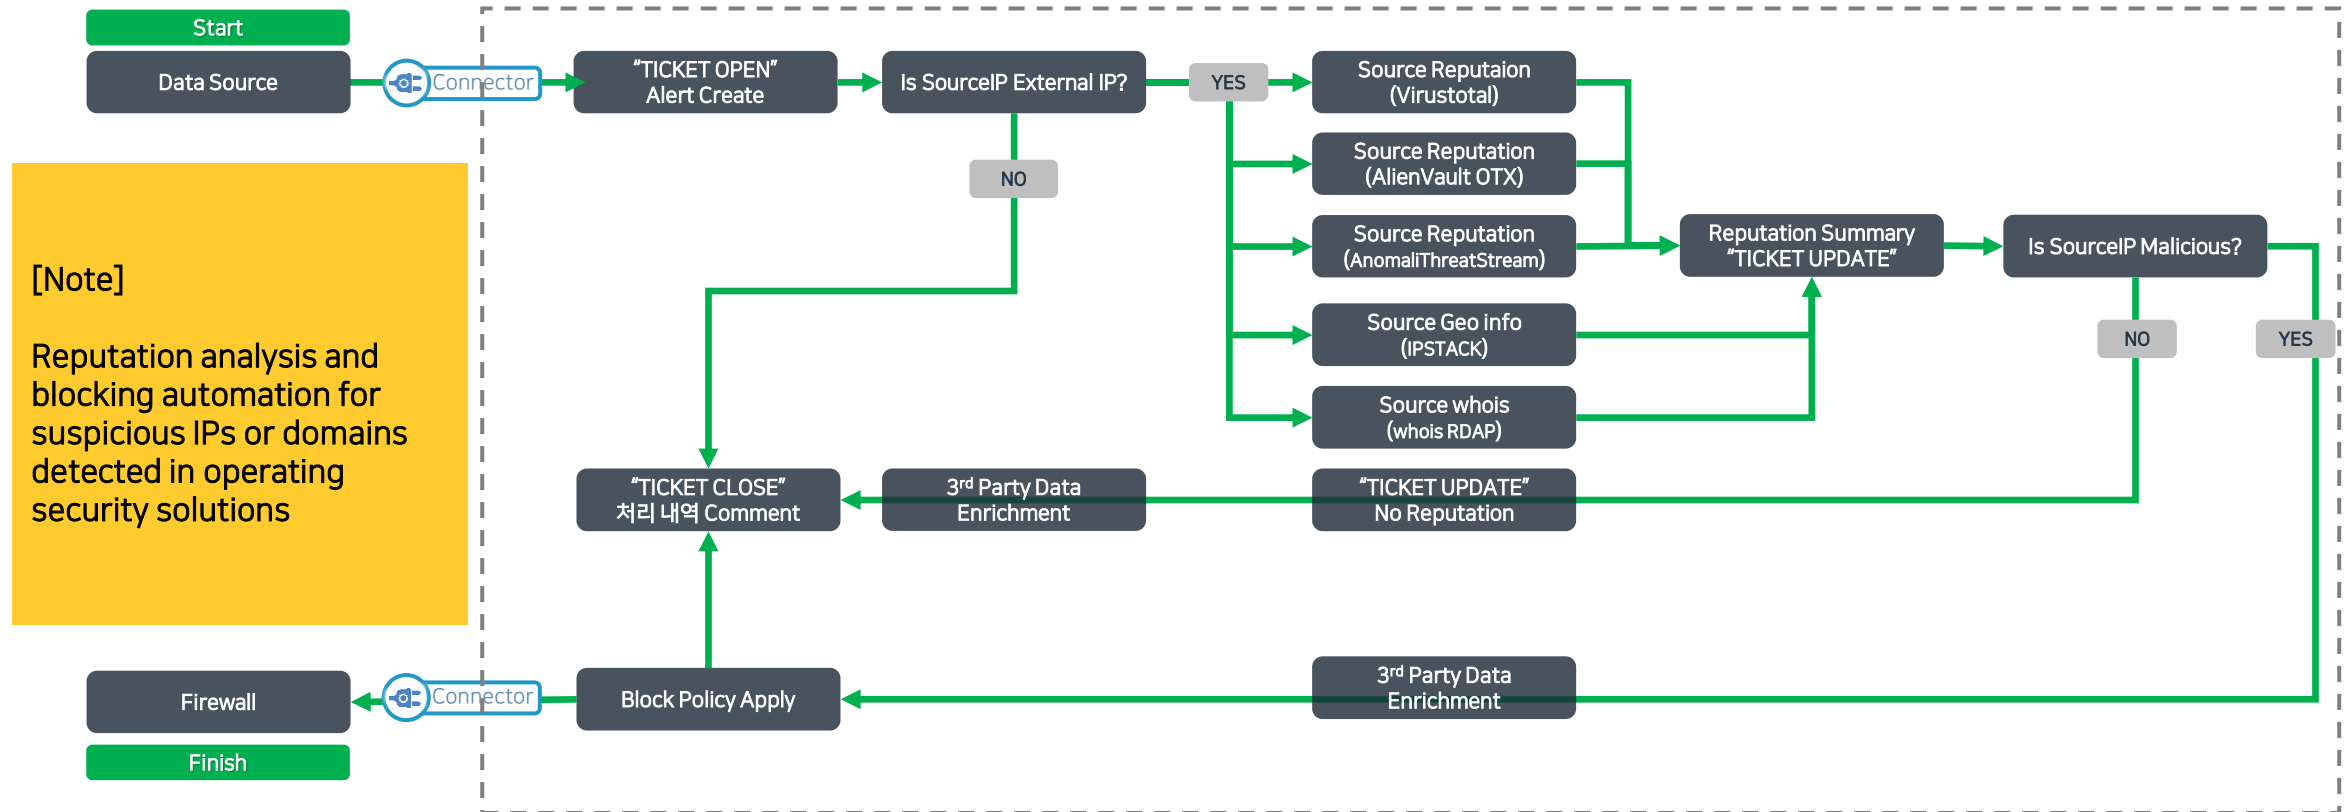 Start
Data Source
Connector
“TICKET OPEN”
Alert Create
Is SourceIP External IP?
YES
NO
Source Reputaion
(Virustotal)
Source Reputation
(AlienVault OTX)
Source Reputation
(AnomaliThreatStream)
Source Geo info
(IPSTACK)
Source whois
(whois RDAP)
Reputation Summary
“TICKET UPDATE”
Is SourceIP Malicious?
NO
YES
[Note]
Reputation analysis and
blocking automation for
suspicious IPs or domains
detected in operating
security solutions
“TICKET CLOSE”
처리 내역 Comment
3rd Party Data
Enrichment
“TICKET UPDATE”
No Reputation
Firewall
Connector
Block Policy Apply
3rd Party Data
Enrichment
Finish